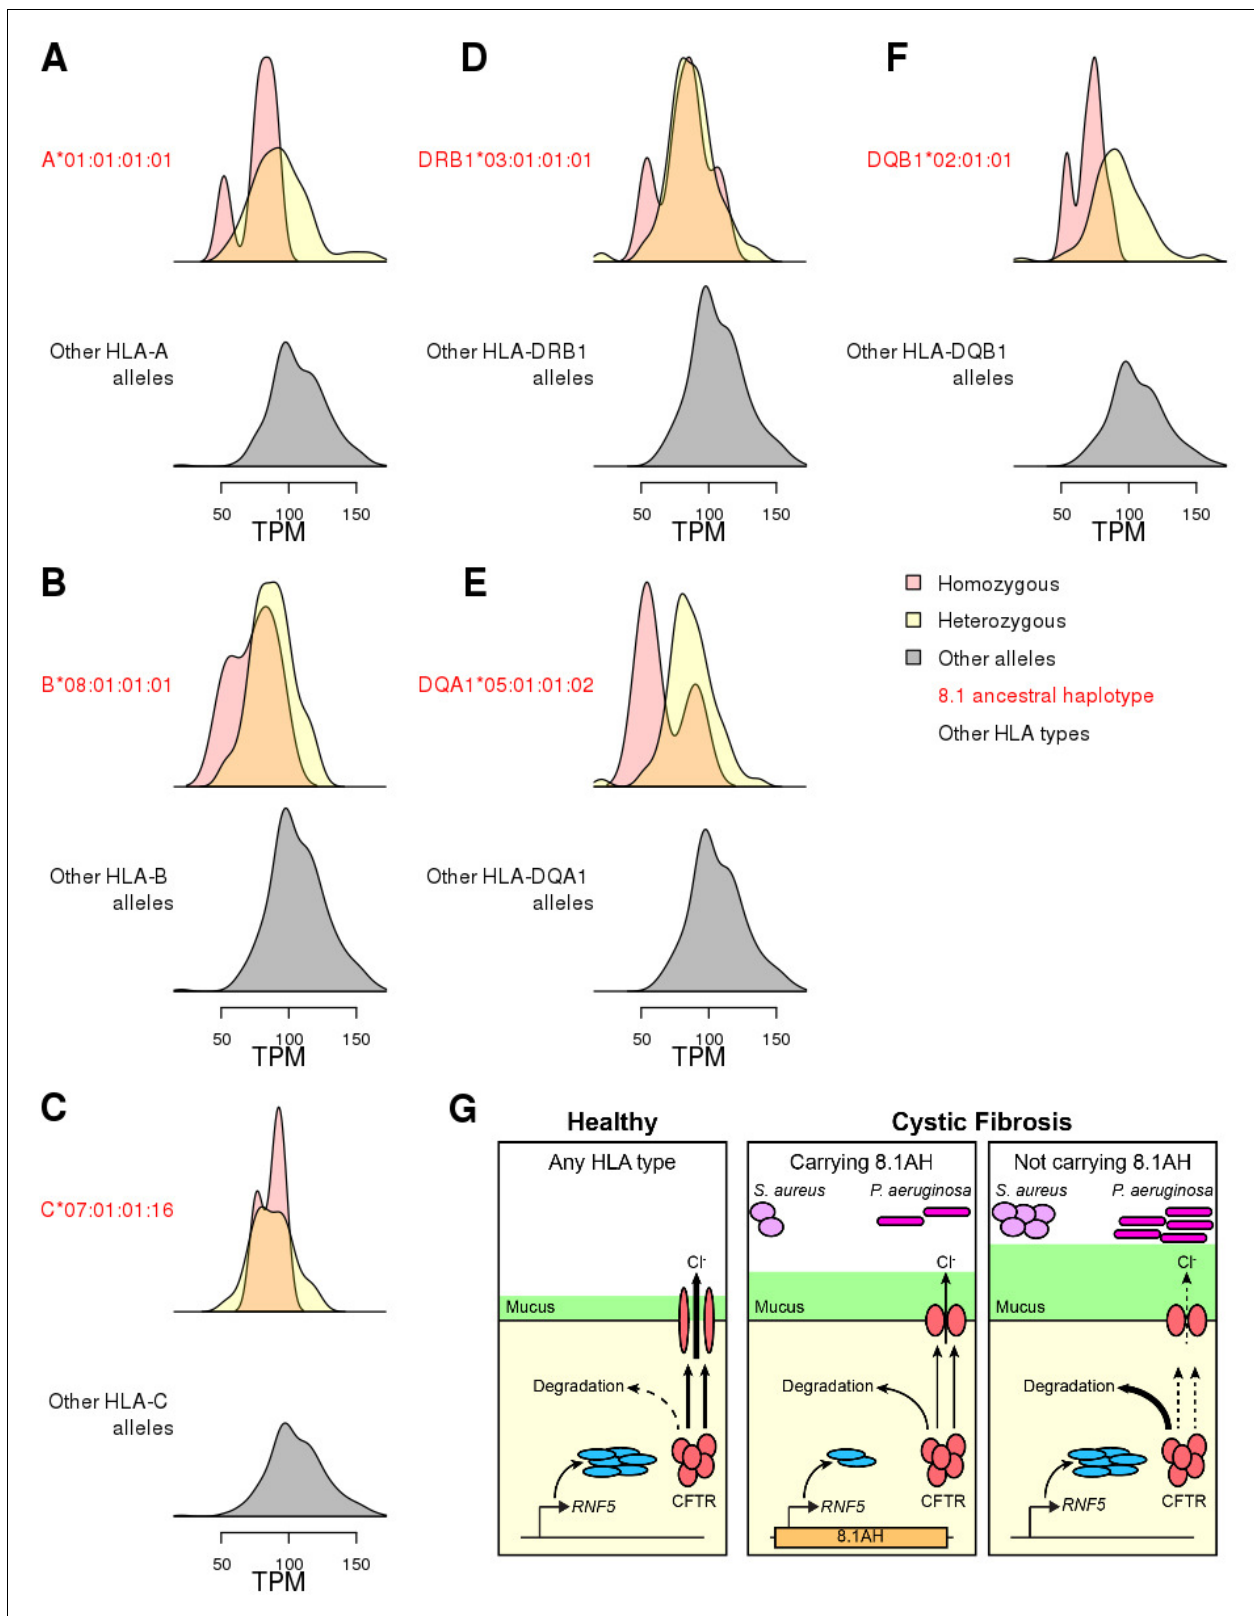 A
A*01:01:01:01
Other HLA-A
alleles
50 100 150
TPM
D
DRB1*03:01:01:01
Other HLA-DRB1
alleles
50 100 150
TPM
F
DQB1*02:01:01
Other HLA-DQB1
alleles
50 100 150
TPM
B
B*08:01:01:01
Other HLA-B
alleles
50 100 150
TPM
E
DQA1*05:01:01:02
Other HLA-DQA1
alleles
50 100 150
TPM
Homozygous
Heterozygous
Other alleles
8.1 ancestral haplotype
Other HLA types
C
C*07:01:01:16
Other HLA-C
alleles
50 100 150
TPM
G
Healthy
Cystic Fibrosis
Any HLA type
Cl-
Mucus
Degradation
RNF5
CFTR
Carrying 8.1AH
S. aureus
P. aeruginosa
Cl-
Mucus
Degradation
RNF5
CFTR
8.1AH
Not carrying 8.1AH
S. aureus
P. aeruginosa
Cl-
Mucus
Degradation
RNF5
CFTR